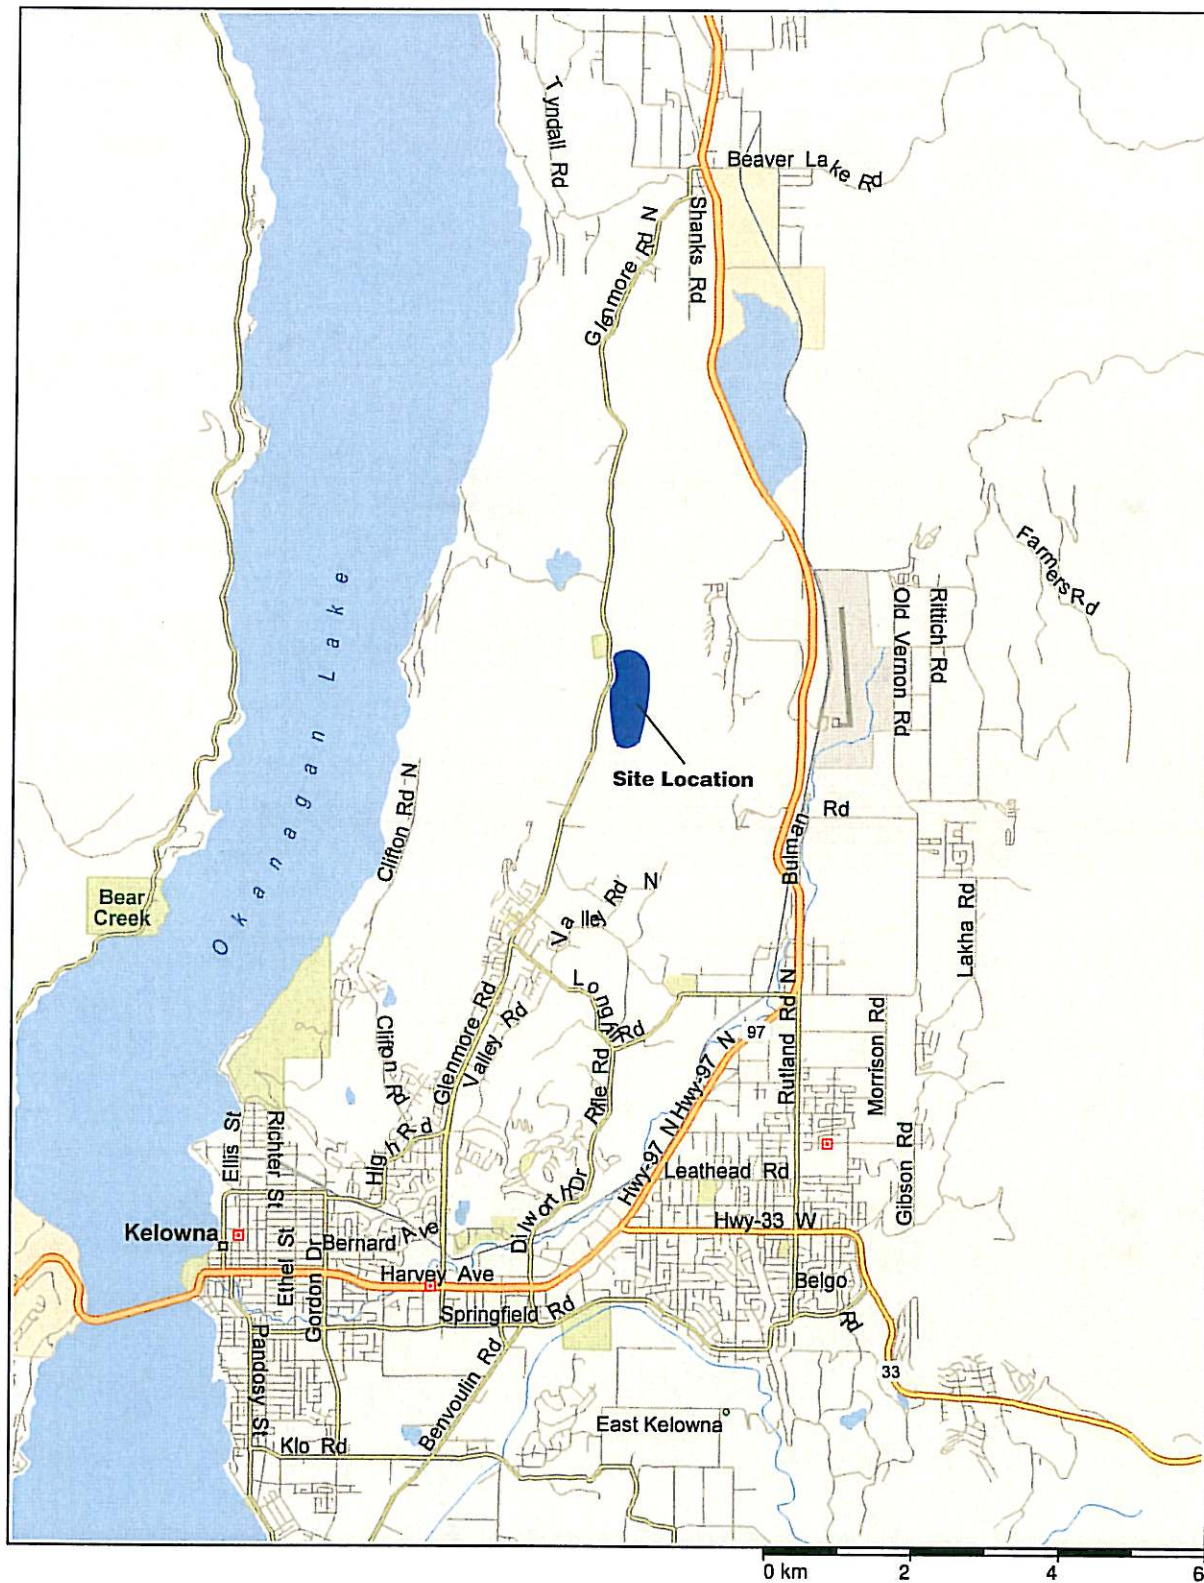 Tyndall Rd
Beaver Lake Rd
Glenmore Rd N
Shanks Rd
Farmers Rd
Old Vernon Rd
Rittich Rd
Okanagan Lake
Site Location
Clifton Rd N
Bulman Rd
Bear
Creek
Valley Rd N
Lakha Rd
Longhill Rd
Glenmore Rd
Valley Rd
Clifton Rd
97
Rutland Rd N
Morrison Rd
Hwy-97 N
Hwy-97 N
Rifle Rd
Ellis St
Richter St
High Rd
Leathead Rd
Gibson Rd
Dilworth Dr
Hwy-33 W
Kelowna
Ethel St
Gordon Dr
Bernard Ave
Harvey Ave
Belgo Rd
Springfield Rd
Pandosy St
Benvoulin Rd
33
East Kelowna
Klo Rd
0 km 2 4 6